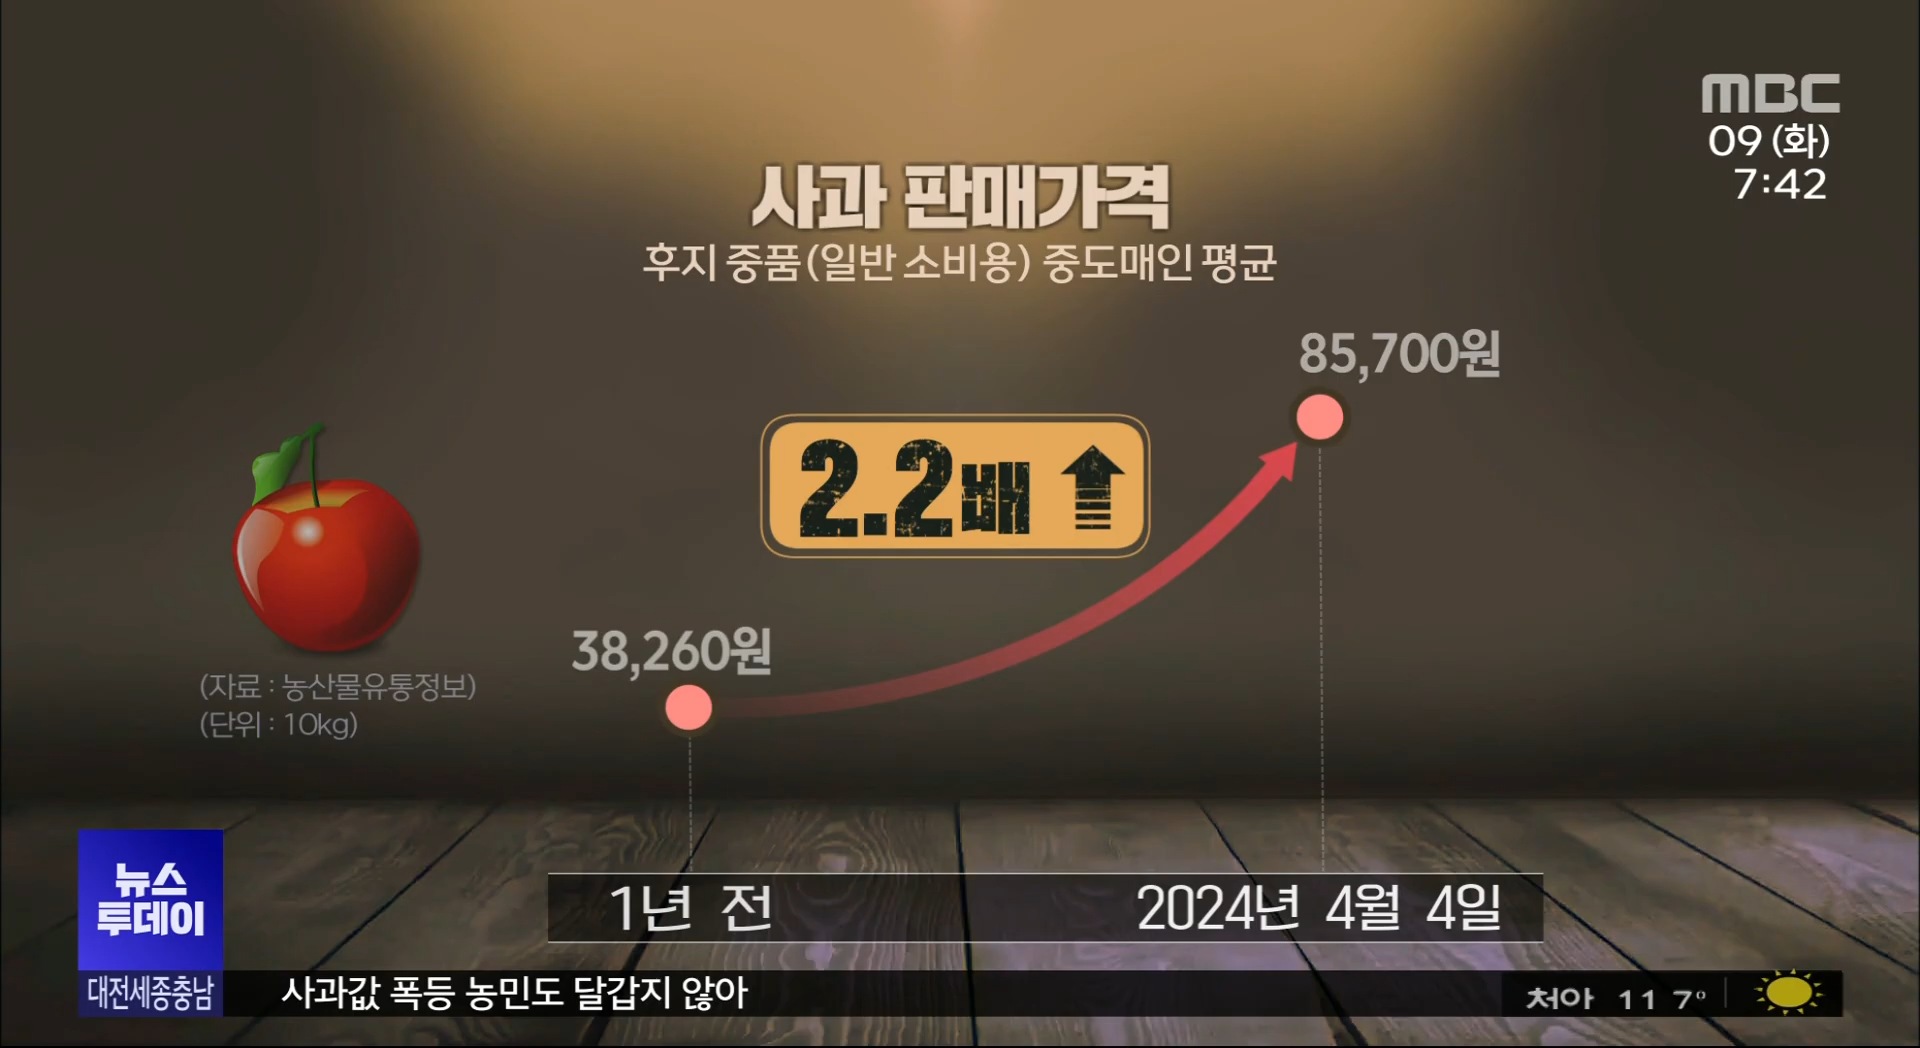 MBC
09 (화)
7:42
사과 판매가격
후지 중품(일반 소비용) 중도매인 평균
85,700원
2.2배
38,260원
(자료 : 농산물유통정보)
(단위 : 10kg)
1년 전
2024년 4월 4일
뉴스
투데이
대전세종충남
사과값 폭등 농민도 달갑지 않아
11 7°